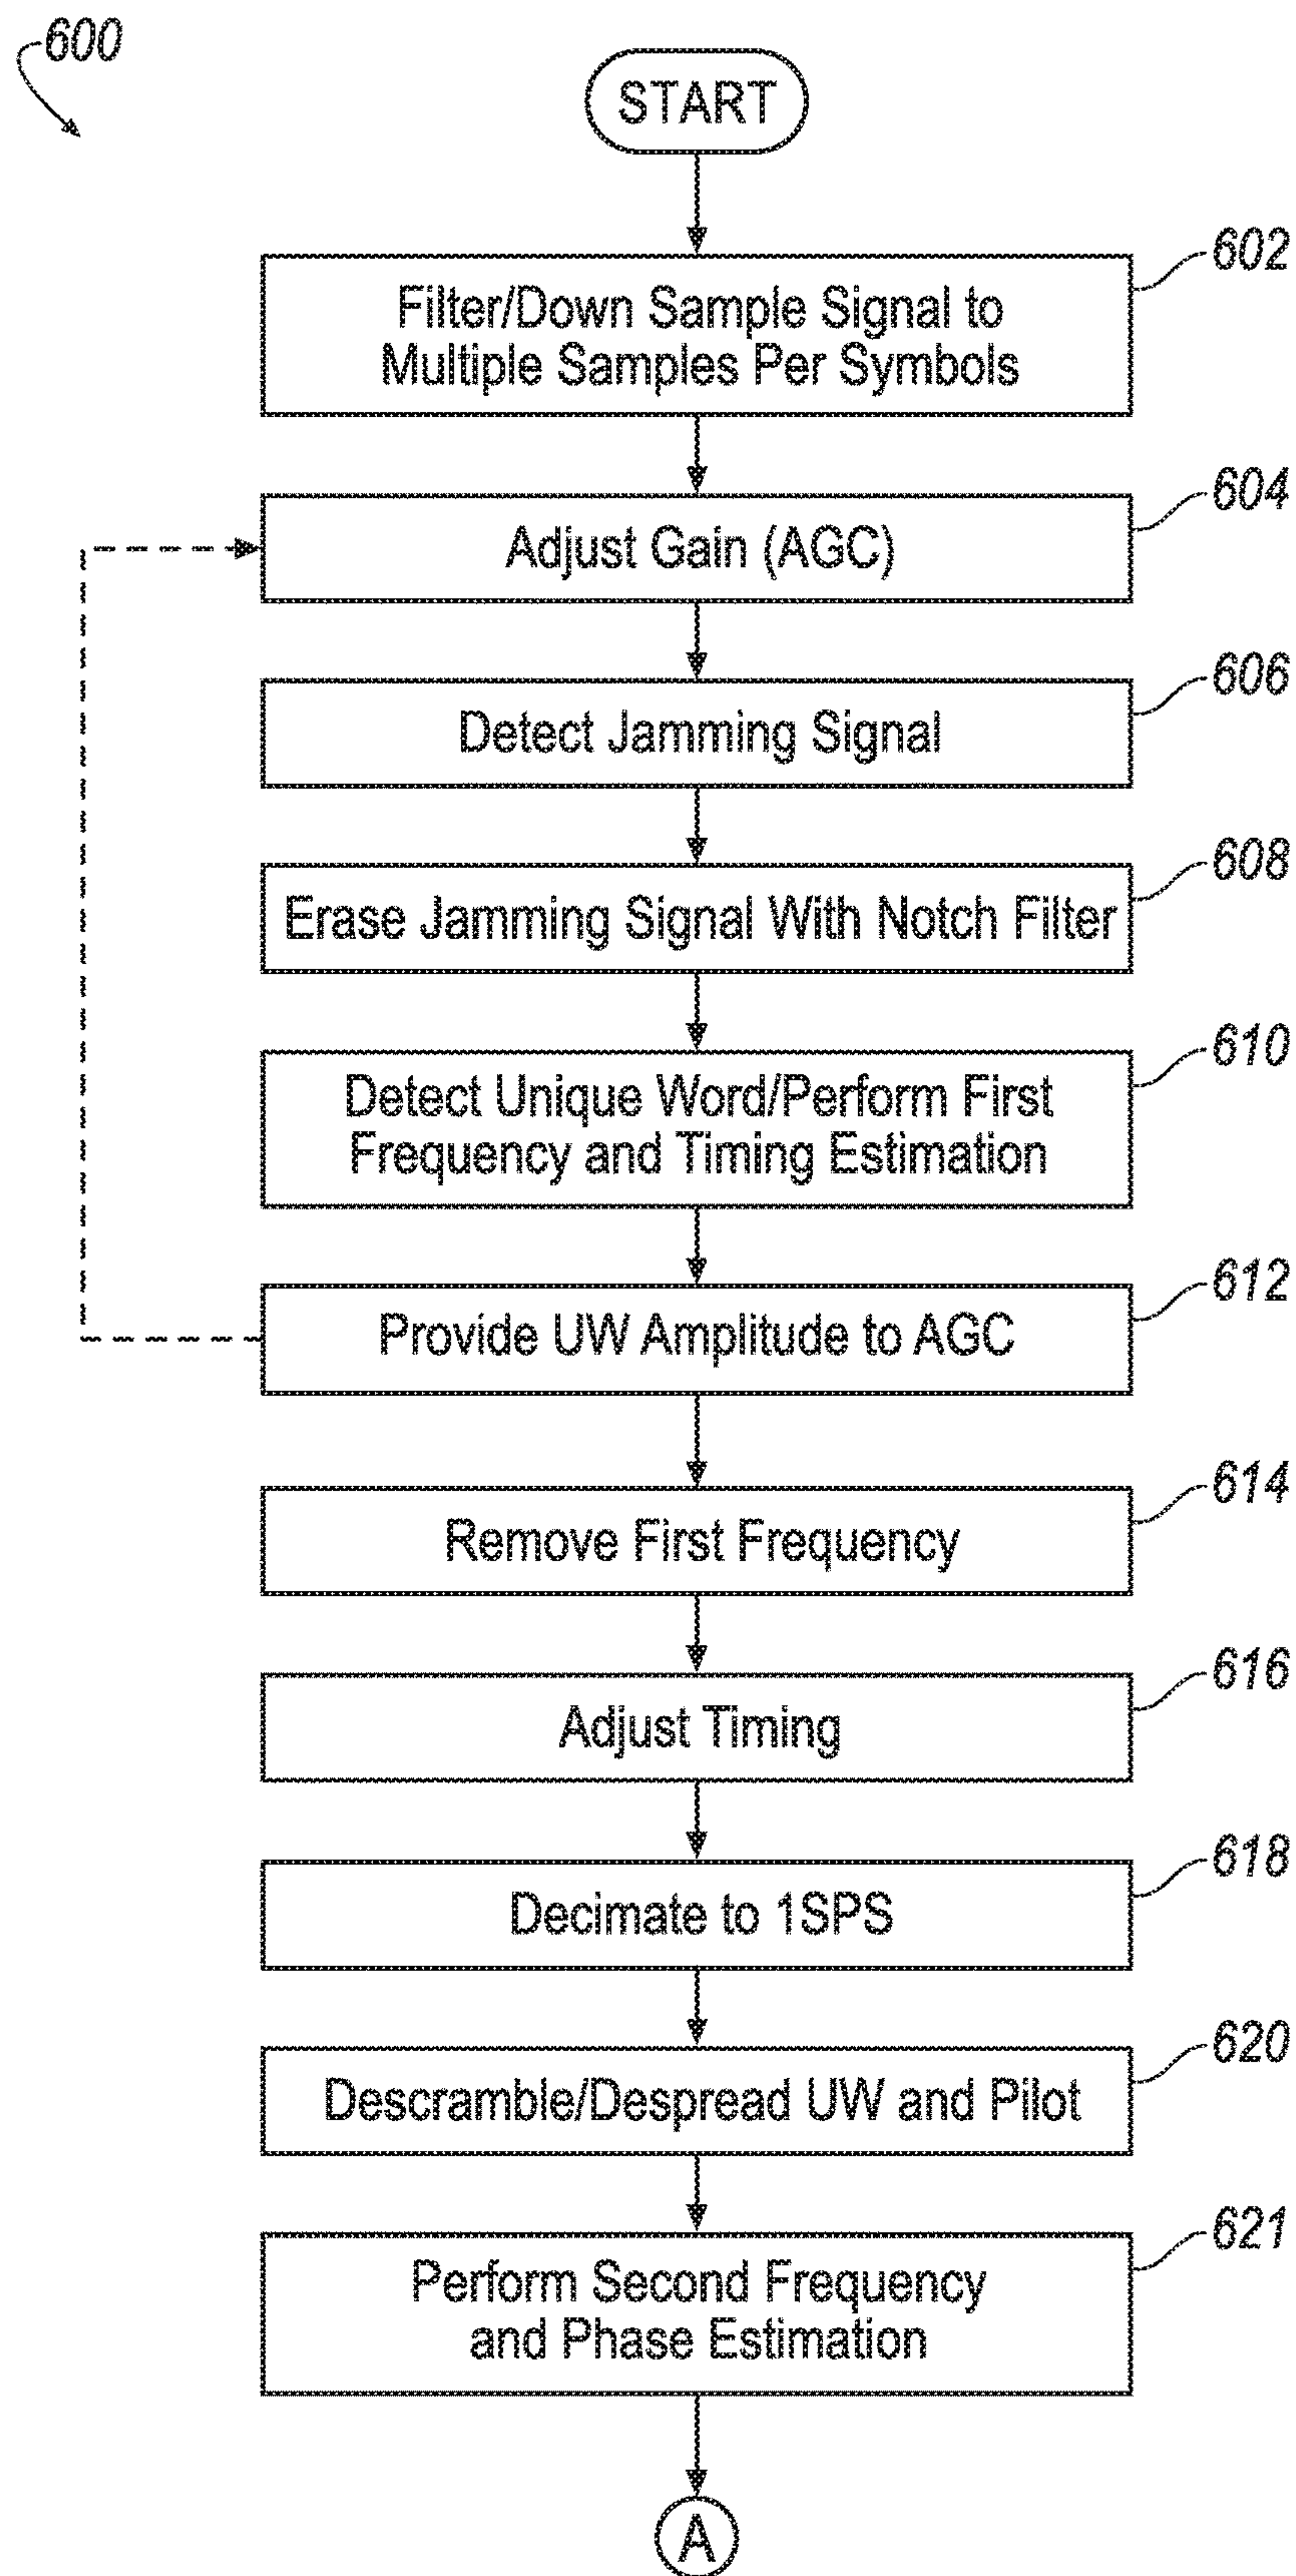 600
START
602
Filter/Down Sample Signal to
Multiple Samples Per Symbols
604
Adjust Gain (AGC)
606
Detect Jamming Signal
608
Erase Jamming Signal With Notch Filter
610
Detect Unique Word/Perform First
Frequency and Timing Estimation
612
Provide UW Amplitude to AGC
614
Remove First Frequency
616
Adjust Timing
618
Decimate to 1SPS
620
Descramble/Despread UW and Pilot
621
Perform Second Frequency
and Phase Estimation
A